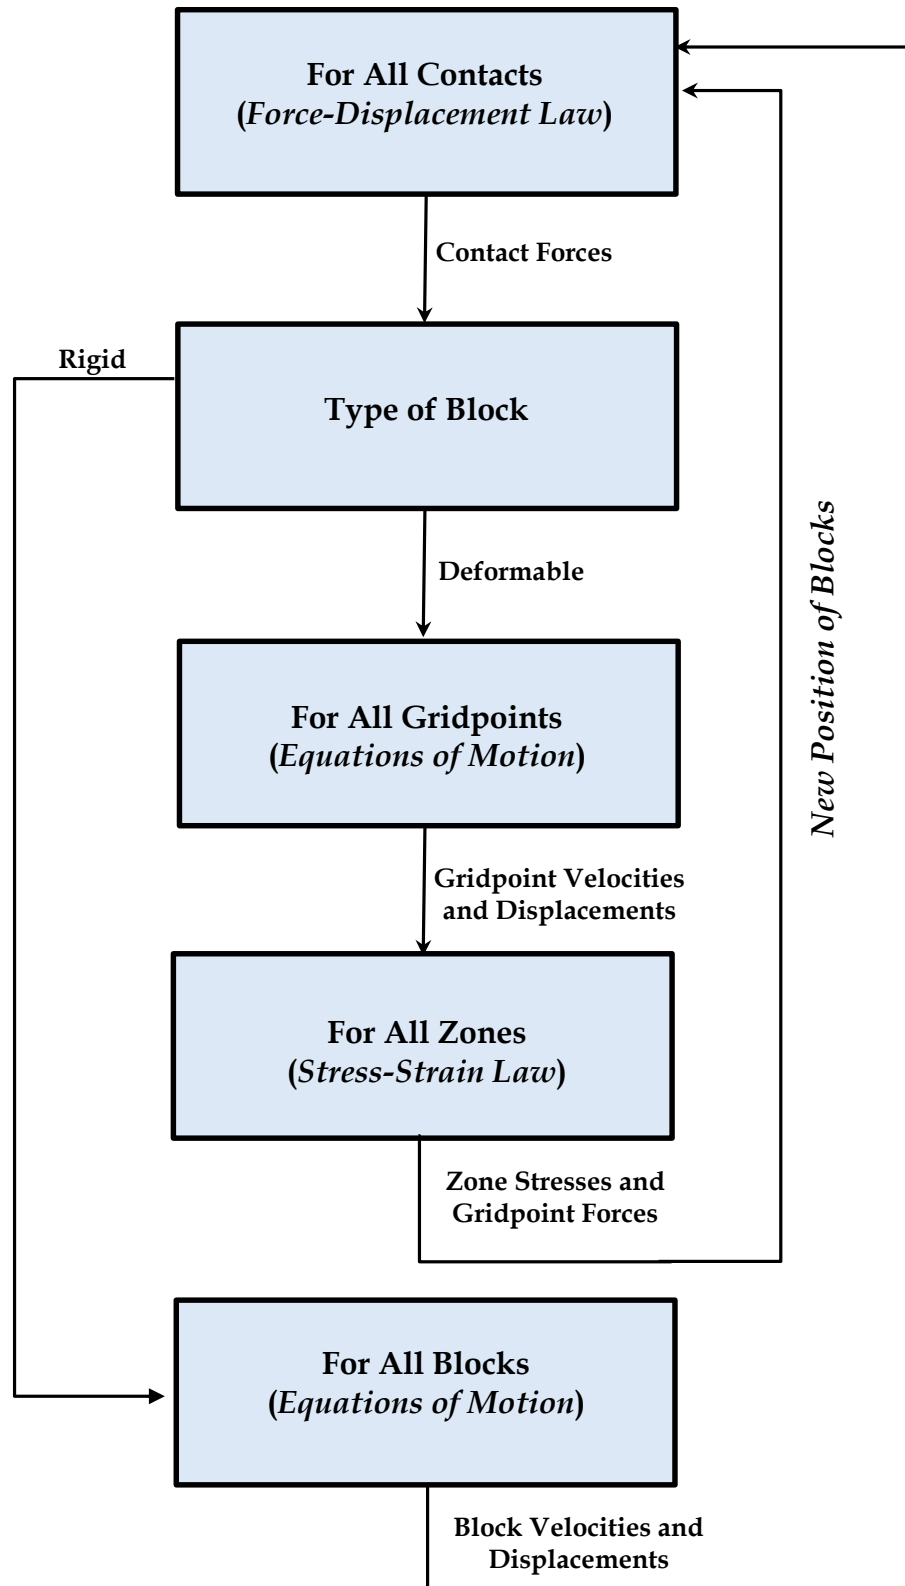 For All Contacts
(Force-Displacement Law)
Contact Forces
Rigid
Type of Block
Deformable
New Position of Blocks
For All Gridpoints
(Equations of Motion)
Gridpoint Velocities
and Displacements
For All Zones
(Stress-Strain Law)
Zone Stresses and
Gridpoint Forces
For All Blocks
(Equations of Motion)
Block Velocities and
Displacements